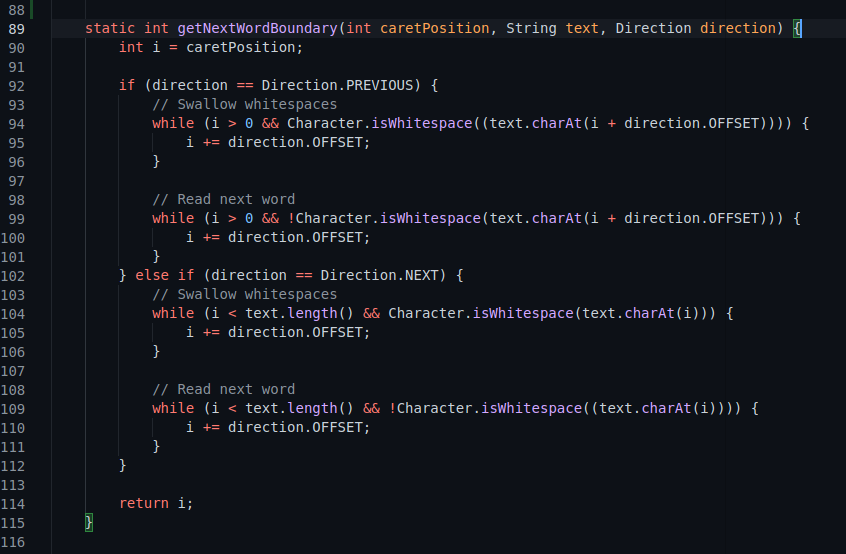 88
89 static int getNextWordBoundary(int caretPosition, String text, Direction direction) {
90 int i = caretPosition;
91
92 if (direction == Direction.PREVIOUS) {
93 // Swallow whitespaces
94 while (i > 0 && Character.isWhitespace((text.charAt(i + direction.OFFSET)))) {
95 i += direction.OFFSET;
96 }
97
98 // Read next word
99 while (i > 0 && !Character.isWhitespace(text.charAt(i + direction.OFFSET))) {
100 i += direction.OFFSET;
101 }
102 } else if (direction == Direction.NEXT) {
103 // Swallow whitespaces
104 while (i < text.length() && Character.isWhitespace(text.charAt(i))) {
105 i += direction.OFFSET;
106 }
107
108 // Read next word
109 while (i < text.length() && !Character.isWhitespace((text.charAt(i)))) {
110 i += direction.OFFSET;
111 }
112 }
113
114 return i;
115 }
116